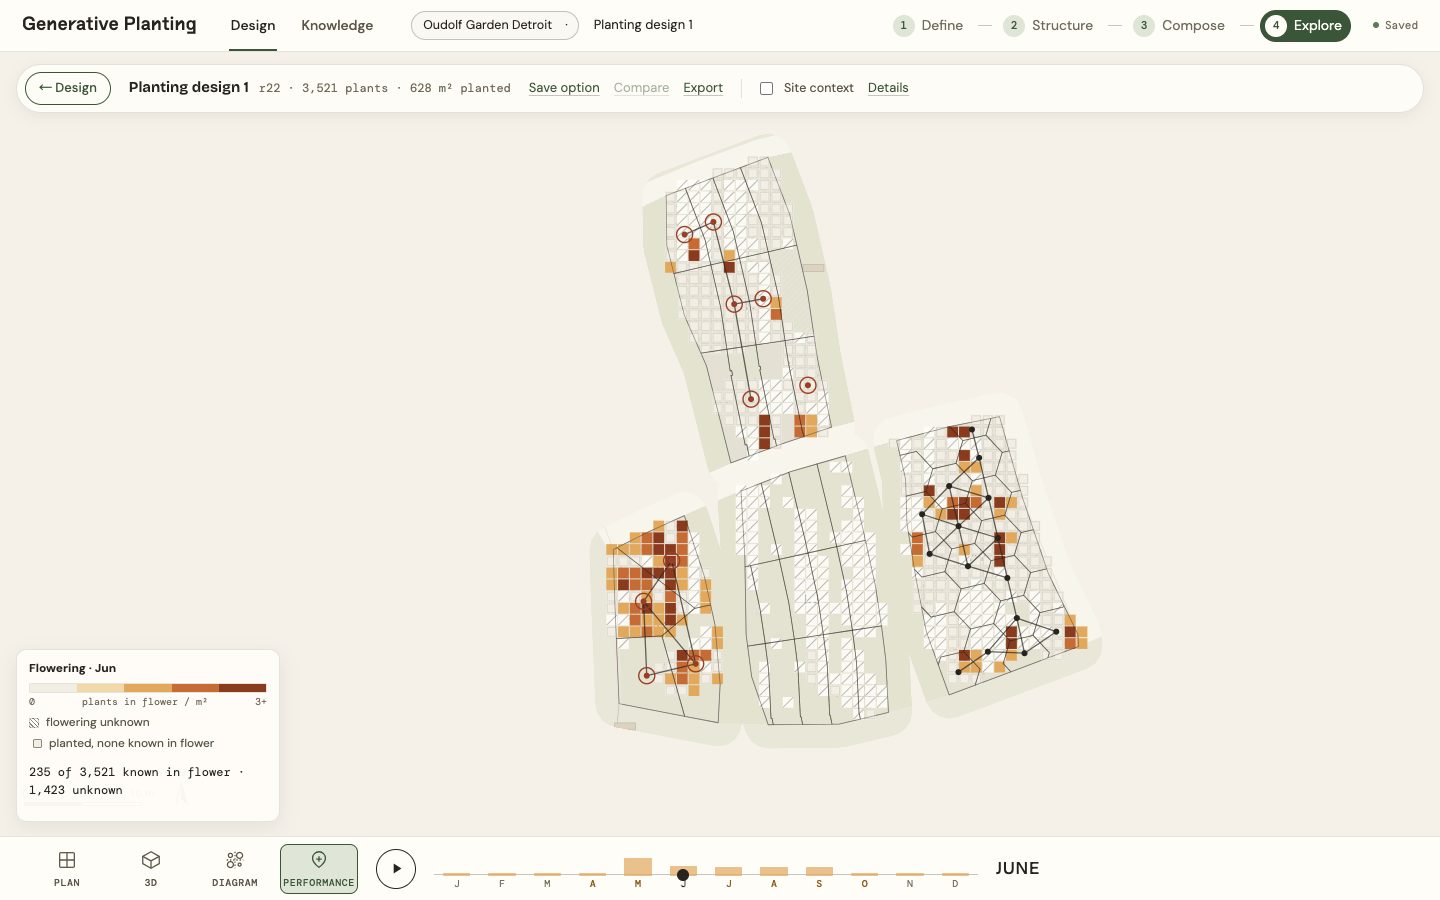 Generative Planting
Design
Knowledge
Oudolf Garden Detroit ·
Planting design 1
1 Define
2 Structure
3 Compose
4 Explore
Saved
← Design
Planting design 1
r22 · 3,521 plants · 628 m² planted
Save option
Compare
Export
Site context
Details
Flowering · Jun
0 plants in flower / m² 3+
flowering unknown
planted, none known in flower
235 of 3,521 known in flower ·
1,423 unknown
PLAN
3D
DIAGRAM
PERFORMANCE
J F M A M J J A S O N D
JUNE